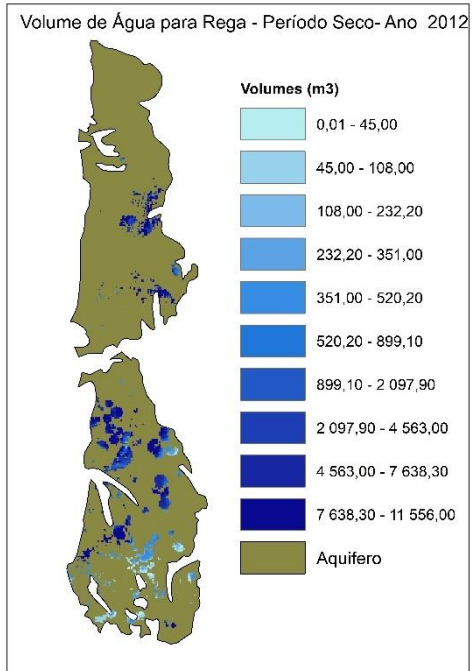 Volume de Água para Rega - Período Seco- Ano 2012
Volumes (m3)
0,01 - 45,00
45,00 - 108,00
108,00 - 232,20
232,20 - 351,00
351,00 - 520,20
520,20 - 899,10
899,10 - 2 097,90
2 097,90 - 4 563,00
4 563,00 - 7 638,30
7 638,30 - 11 556,00
Aquifero